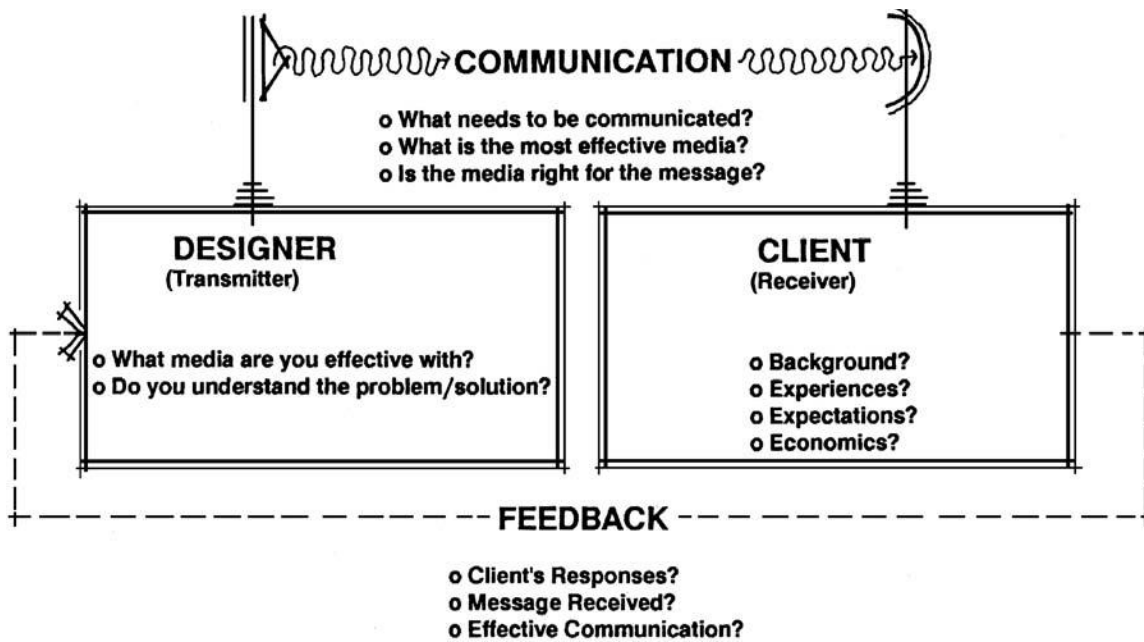 COMMUNICATION
o What needs to be communicated?
o What is the most effective media?
o Is the media right for the message?
DESIGNER
(Transmitter)
o What media are you effective with?
o Do you understand the problem/solution?
CLIENT
(Receiver)
o Background?
o Experiences?
o Expectations?
o Economics?
FEEDBACK
o Client's Responses?
o Message Received?
o Effective Communication?